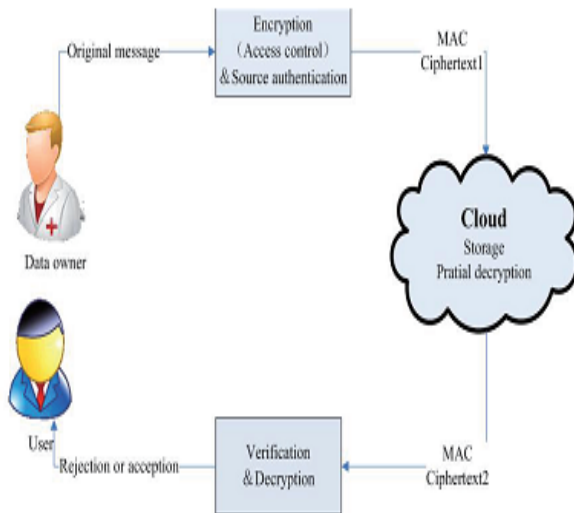 Encryption
（Access control）
& Source authentication
Original message
MAC
Ciphertext1
Data owner
Cloud
Storage
Pratial decryption
User
Rejection or acception
Verification
&Decryption
MAC
Ciphertext2